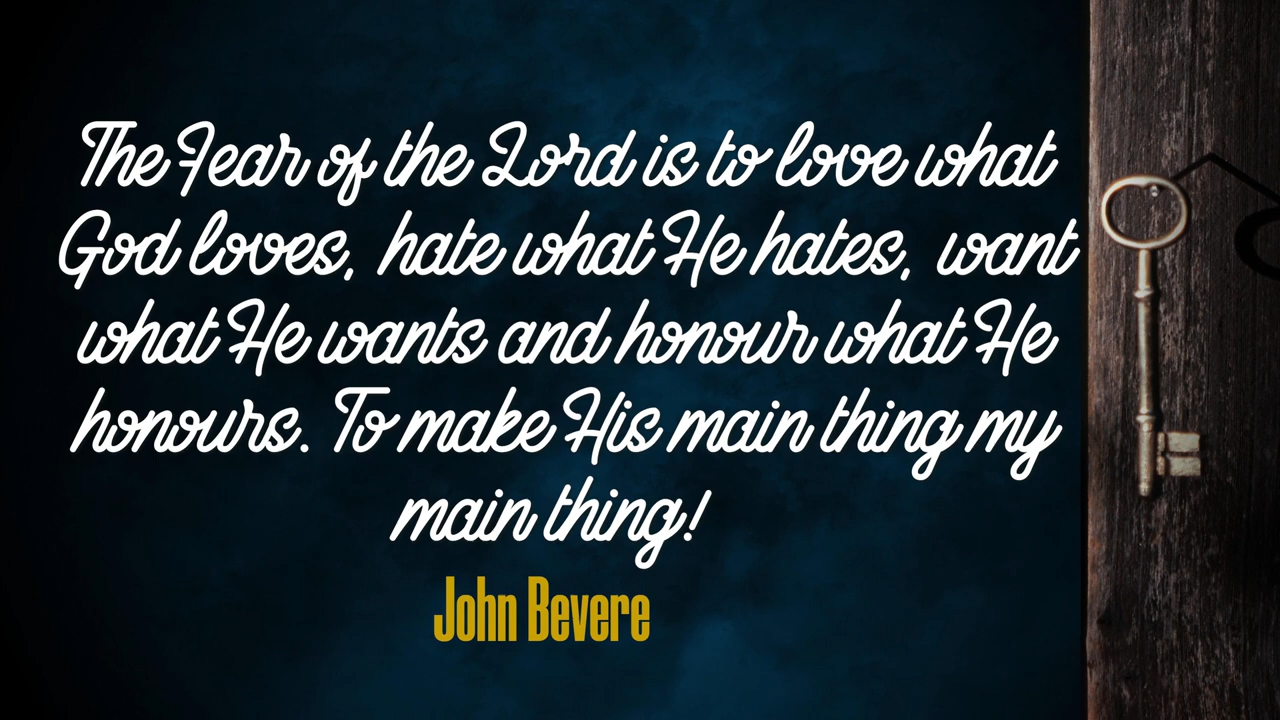 The Fear of the Lord is to love what
God loves, hate what He hates, want
what He wants and honour what He
honours. To make His main thing my
main thing!
John Bevere